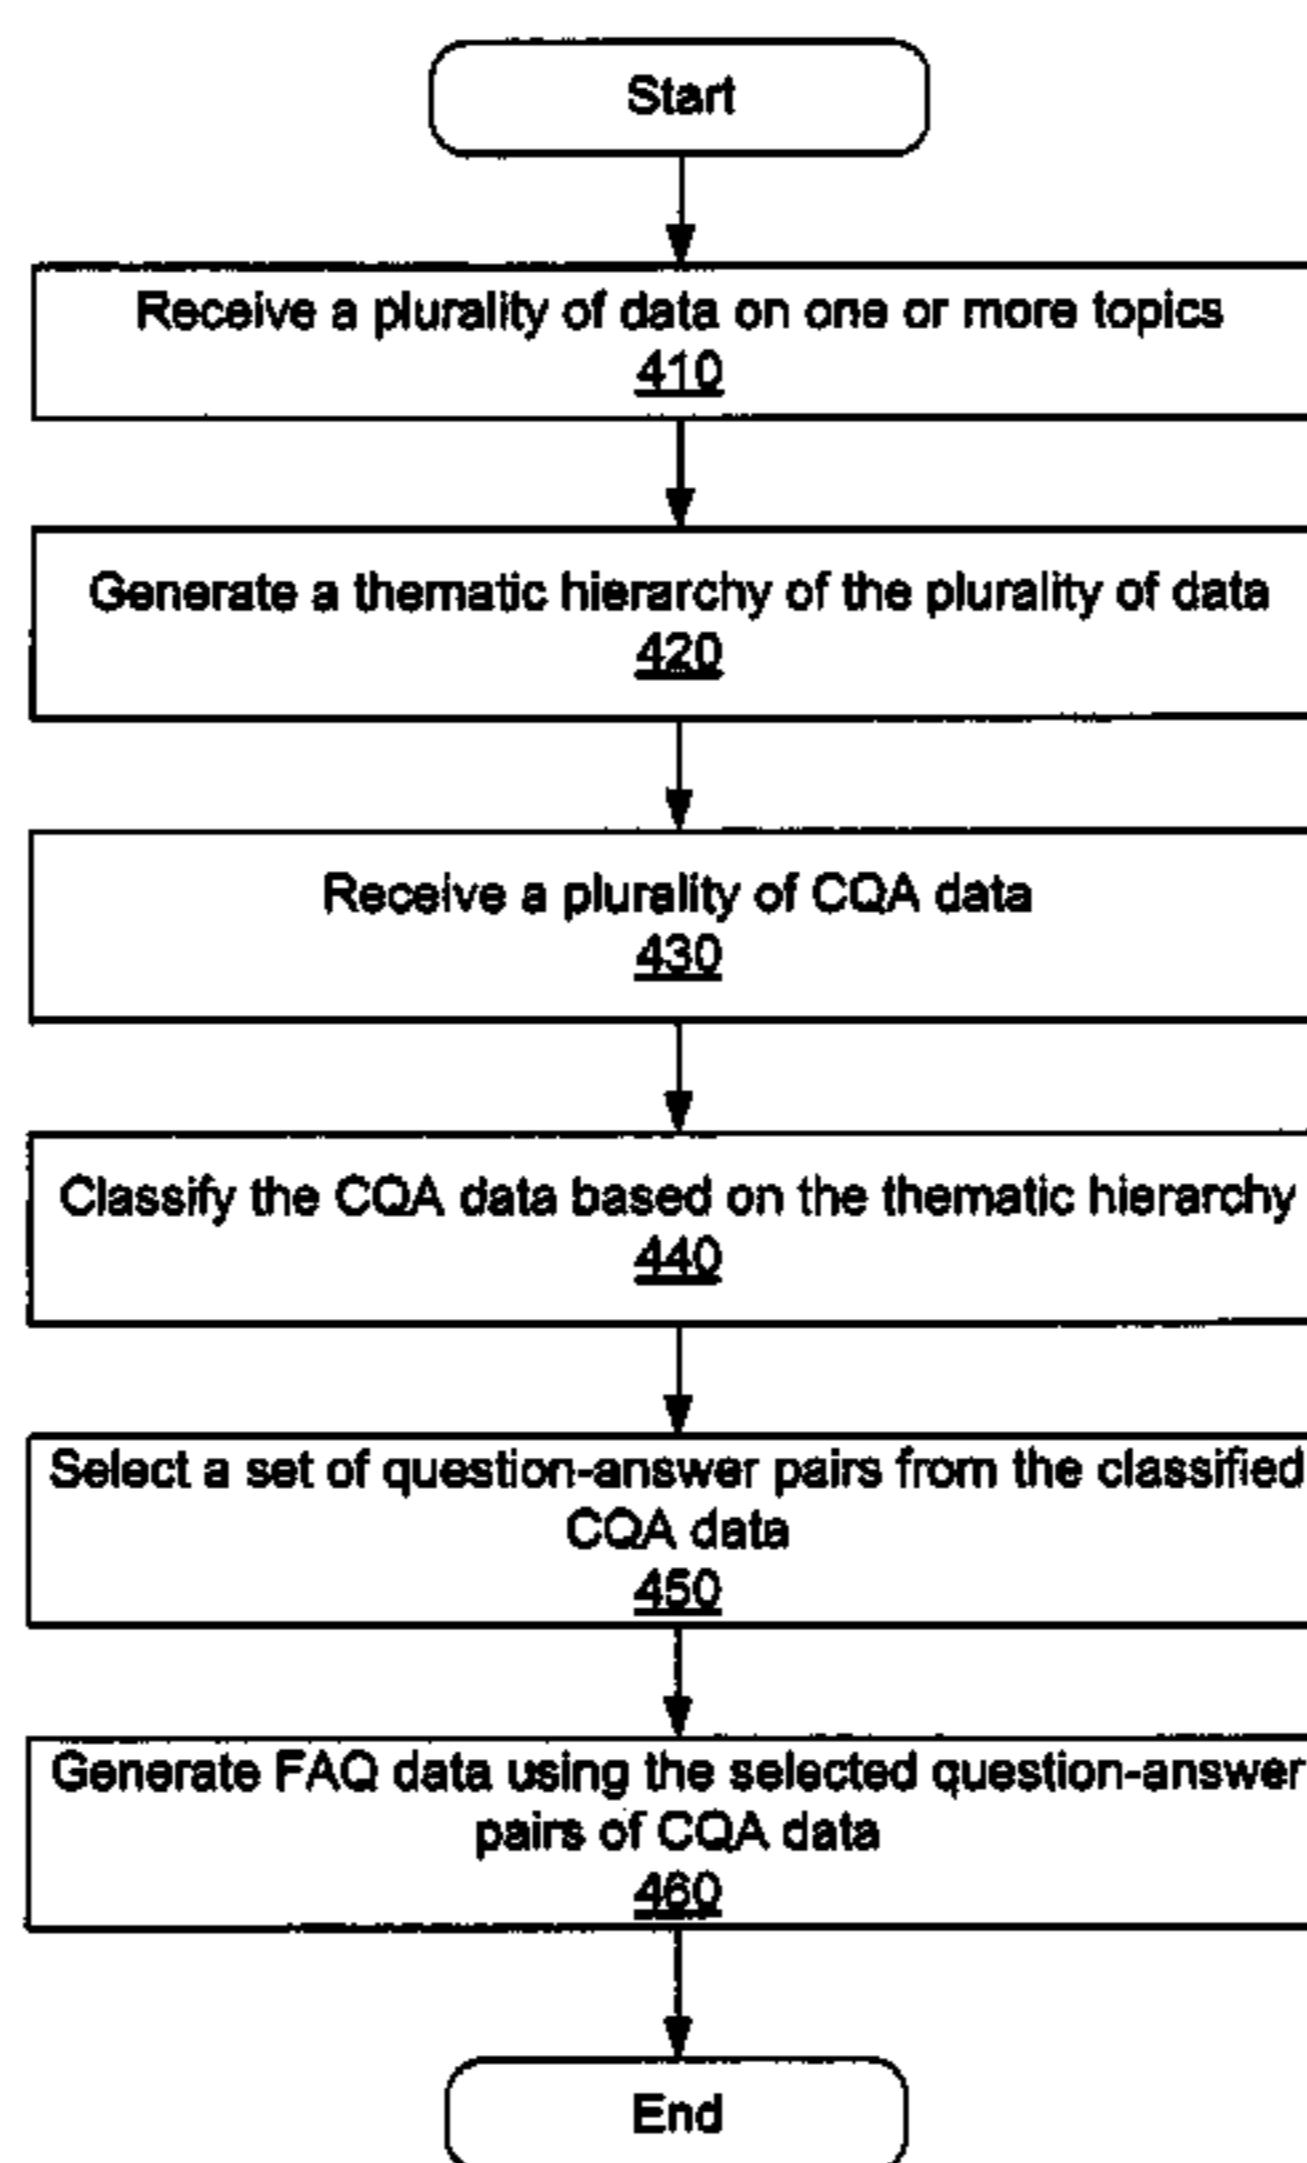 Start
Receive a plurality of data on one or more topics
410
Generate a thematic hierarchy of the plurality of data
420
Receive a plurality of CQA data
430
Classify the CQA data based on the thematic hierarchy
440
Select a set of question-answer pairs from the classified
CQA data
450
Generate FAQ data using the selected question-answer
pairs of CQA data
460
End